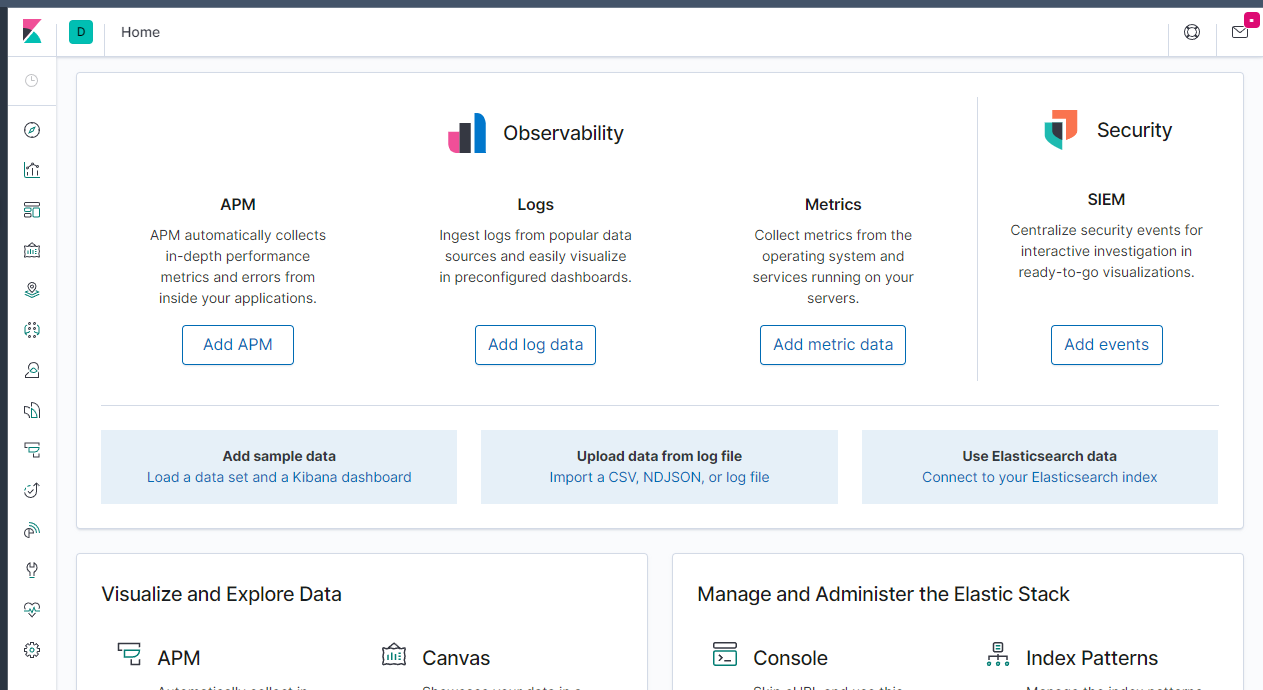 D
Home
Observability
Security
APM
APM automatically collects
in-depth performance
metrics and errors from
inside your applications.
Add APM
Logs
Ingest logs from popular data
sources and easily visualize
in preconfigured dashboards.
Add log data
Metrics
Collect metrics from the
operating system and
services running on your
servers.
Add metric data
SIEM
Centralize security events for
interactive investigation in
ready-to-go visualizations.
Add events
Add sample data
Load a data set and a Kibana dashboard
Upload data from log file
Import a CSV, NDJSON, or log file
Use Elasticsearch data
Connect to your Elasticsearch index
Visualize and Explore Data
APM
Canvas
Manage and Administer the Elastic Stack
Console
Index Patterns